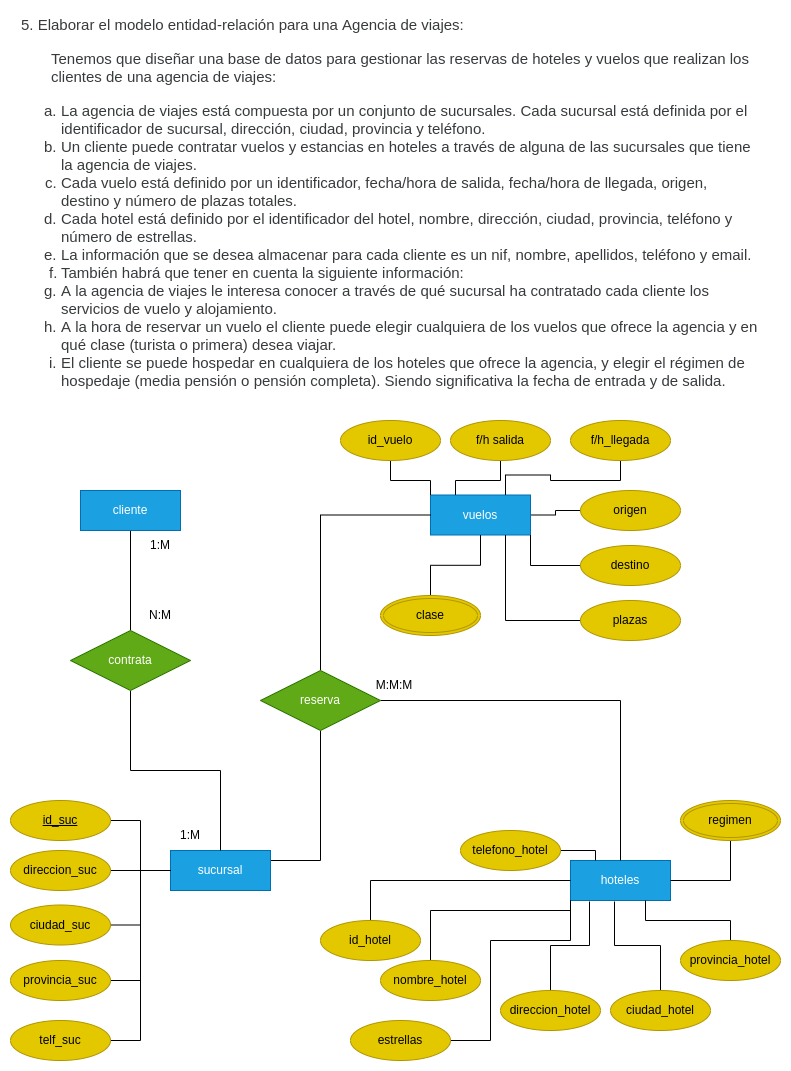 5. Elaborar el modelo entidad-relación para una Agencia de viajes:
Tenemos que diseñar una base de datos para gestionar las reservas de hoteles y vuelos que realizan los
clientes de una agencia de viajes:
a. La agencia de viajes está compuesta por un conjunto de sucursales. Cada sucursal está definida por el
identificador de sucursal, dirección, ciudad, provincia y teléfono.
b. Un cliente puede contratar vuelos y estancias en hoteles a través de alguna de las sucursales que tiene
la agencia de viajes.
c. Cada vuelo está definido por un identificador, fecha/hora de salida, fecha/hora de llegada, origen,
destino y número de plazas totales.
d. Cada hotel está definido por el identificador del hotel, nombre, dirección, ciudad, provincia, teléfono y
número de estrellas.
e. La información que se desea almacenar para cada cliente es un nif, nombre, apellidos, teléfono y email.
f. También habrá que tener en cuenta la siguiente información:
g. A la agencia de viajes le interesa conocer a través de qué sucursal ha contratado cada cliente los
servicios de vuelo y alojamiento.
h. A la hora de reservar un vuelo el cliente puede elegir cualquiera de los vuelos que ofrece la agencia y en
qué clase (turista o primera) desea viajar.
i. El cliente se puede hospedar en cualquiera de los hoteles que ofrece la agencia, y elegir el régimen de
hospedaje (media pensión o pensión completa). Siendo significativa la fecha de entrada y de salida.
id_vuelo
f/h salida
f/h_llegada
cliente
vuelos
origen
1:M
destino
N:M
clase
plazas
contrata
M:M:M
reserva
id_suc
1:M
regimen
telefono_hotel
direccion_suc
sucursal
hoteles
ciudad_suc
id_hotel
provincia_hotel
provincia_suc
nombre_hotel
direccion_hotel
ciudad_hotel
telf_suc
estrellas